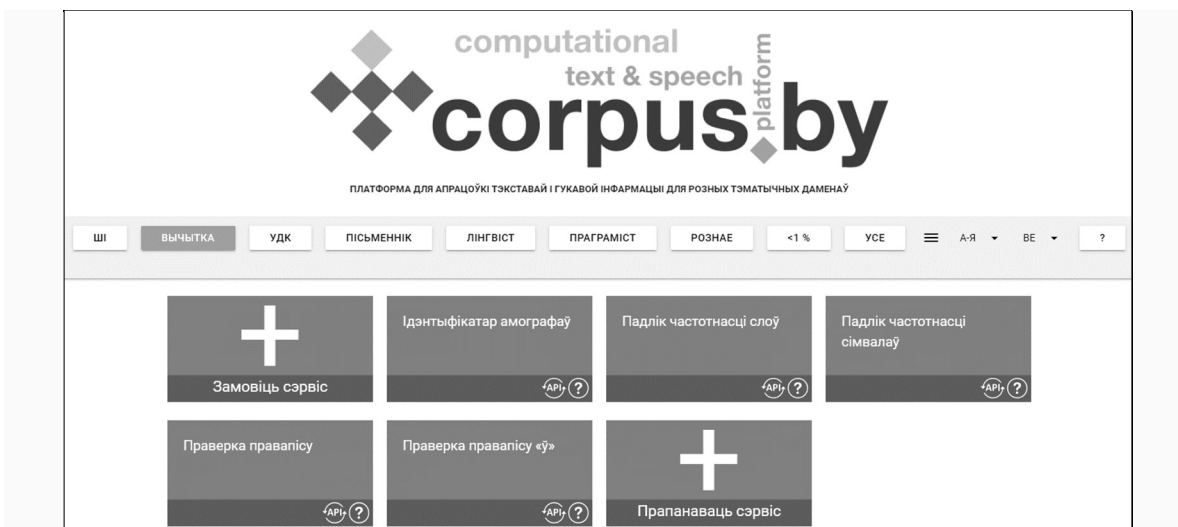 computational
text & speech
platform
corpus.by
ПЛАТФОРМА ДЛЯ АПРАЦОЎКІ ТЭКСТАВАЙ І ГУКАВОЙ ІНФАРМАЦЫІ ДЛЯ РОЗНЫХ ТЭМАТЫЧНЫХ ДАМЕНАЎ
ШІ ВЫЧЫТКА УДК ПІСЬМЕННІК ЛІНГВІСТ ПРАГРАМІСТ РОЗНАЕ <1 % УСЕ А-Я BE ?
Ідэнтыфікатар амографаў
Падлік частотнасці слоў
Падлік частотнасці
сімвалаў
Замовіць сэрвіс
API ?
API ?
API ?
Праверка правапісу
Праверка правапісу «ў»
API ?
API ?
Прапанаваць сэрвіс